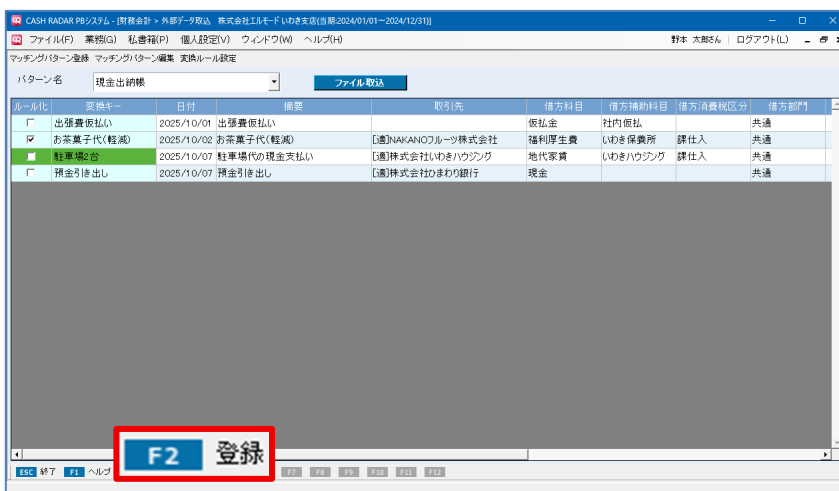 CASH RADAR PBシステム - [財務会計 > 外部データ取込　株式会社エルモード いわき支店(当期:2024/01/01～2024/12/31)]
ファイル(F) 業務(G) 私書箱(P) 個人設定(V) ウィンドウ(W) ヘルプ(H) 野本 太郎さん | ログアウト(L)
マッチングパターン登録 マッチングパターン編集 変換ルール設定
パターン名 現金出納帳 ファイル取込
ルール化 変換キー 日付 摘要 取引先 借方科目 借方補助科目 借方消費税区分 借方部門
出張費仮払い 2025/10/01 出張費仮払い 仮払金 社内仮払 共通
お茶菓子代(軽減) 2025/10/02 お茶菓子代(軽減) [適]NAKANOフルーツ株式会社 福利厚生費 いわき保養所 課仕入 共通
駐車場2台 2025/10/07 駐車場代の現金支払い [適]株式会社いわきハウジング 地代家賃 いわきハウジング 課仕入 共通
預金引き出し 2025/10/07 預金引き出し [適]株式会社ひまわり銀行 現金 共通
ESC 終了 F1 ヘルプ F2 登録 F7 F8 F9 F10 F11 F12